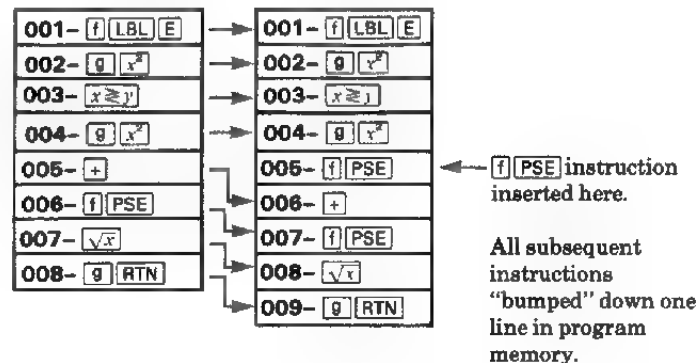 001– f LBL E
002– g x²
003– x≷y
004– g x²
005– +
006– f PSE
007– √x
008– g RTN
001– f LBL E
002– g x²
003– x≷y
004– g x²
005– f PSE
006– +
007– f PSE
008– √x
009– g RTN
f PSE instruction
inserted here.
All subsequent
instructions
“bumped” down one
line in program
memory.